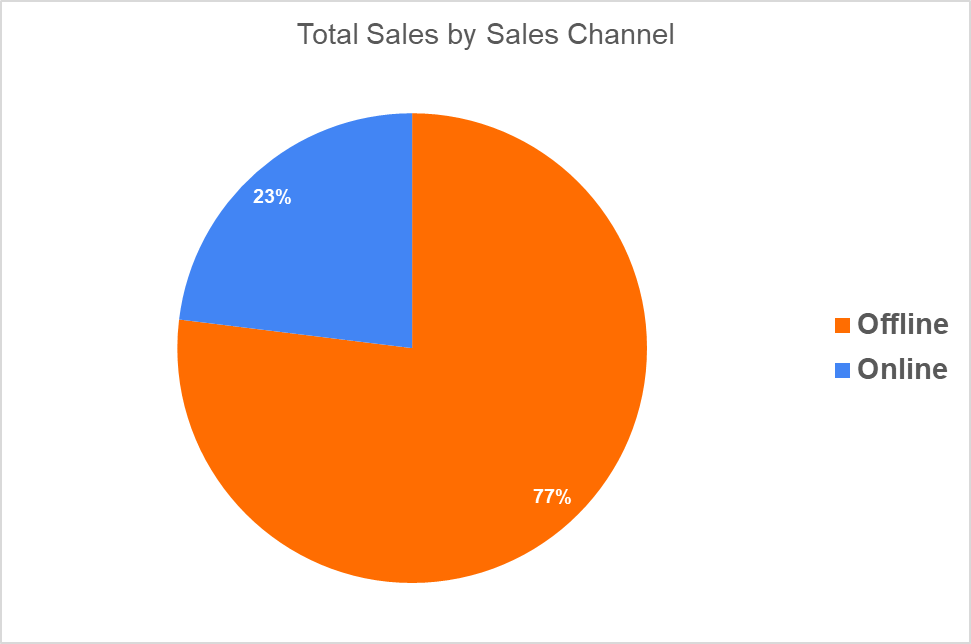 Total Sales by Sales Channel
23%
Offline
Online
77%